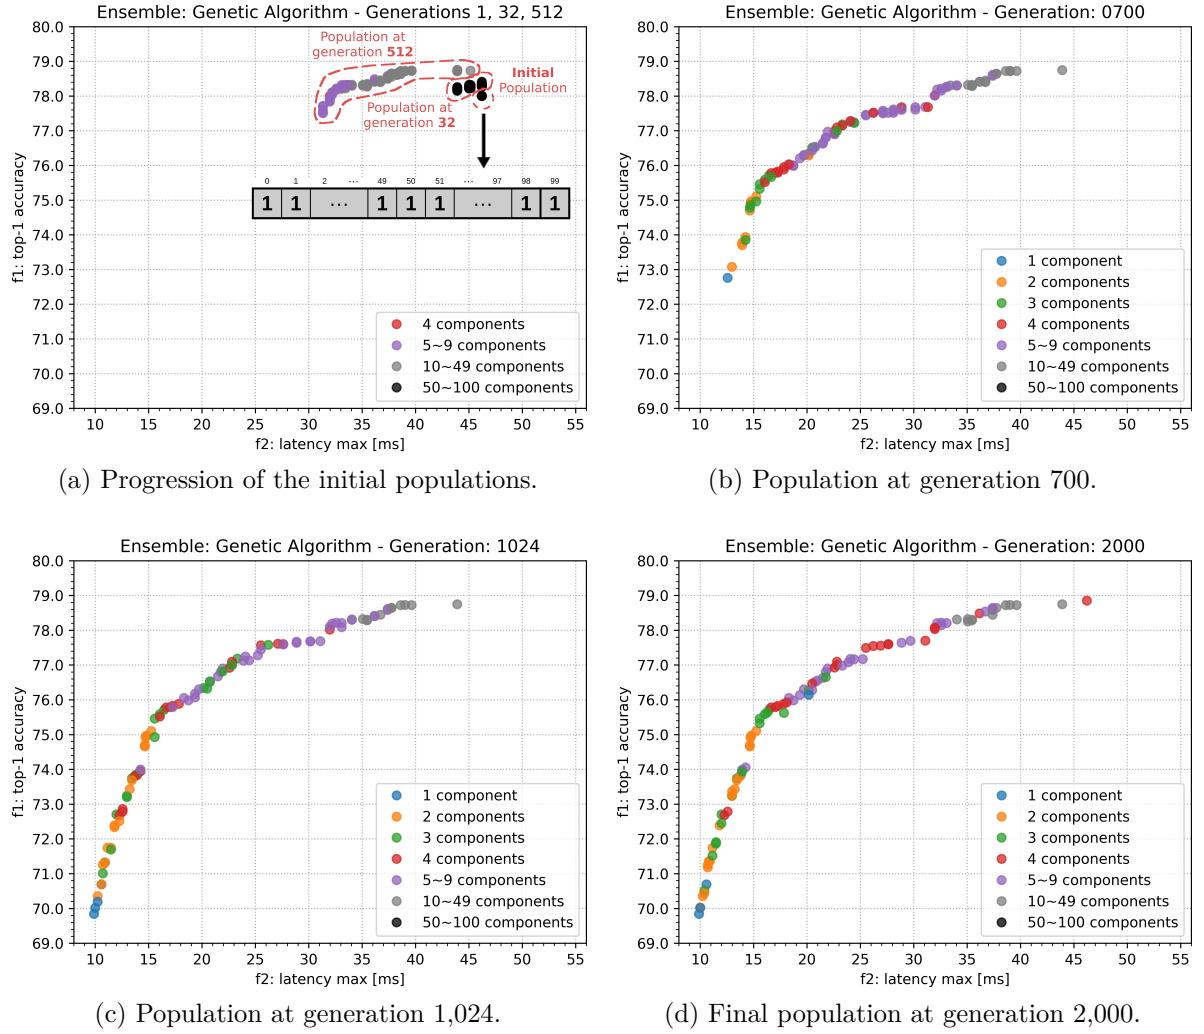 Ensemble: Genetic Algorithm - Generations 1, 32, 512
80.0
79.0
78.0
77.0
76.0
75.0
74.0
73.0
72.0
71.0
70.0
69.0
f1: top-1 accuracy
Population at
generation 512
Initial
Population
Population at
generation 32
0 1 2 ... 49 50 51 ... 97 98 99
1 1 ... 1 1 1 ... 1 1
4 components
5~9 components
10~49 components
50~100 components
10 15 20 25 30 35 40 45 50 55
f2: latency max [ms]
(a) Progression of the initial populations.
Ensemble: Genetic Algorithm - Generation: 0700
80.0
79.0
78.0
77.0
76.0
75.0
74.0
73.0
72.0
71.0
70.0
69.0
f1: top-1 accuracy
1 component
2 components
3 components
4 components
5~9 components
10~49 components
50~100 components
10 15 20 25 30 35 40 45 50 55
f2: latency max [ms]
(b) Population at generation 700.
Ensemble: Genetic Algorithm - Generation: 1024
80.0
79.0
78.0
77.0
76.0
75.0
74.0
73.0
72.0
71.0
70.0
69.0
f1: top-1 accuracy
1 component
2 components
3 components
4 components
5~9 components
10~49 components
50~100 components
10 15 20 25 30 35 40 45 50 55
f2: latency max [ms]
(c) Population at generation 1,024.
Ensemble: Genetic Algorithm - Generation: 2000
80.0
79.0
78.0
77.0
76.0
75.0
74.0
73.0
72.0
71.0
70.0
69.0
f1: top-1 accuracy
1 component
2 components
3 components
4 components
5~9 components
10~49 components
50~100 components
10 15 20 25 30 35 40 45 50 55
f2: latency max [ms]
(d) Final population at generation 2,000.